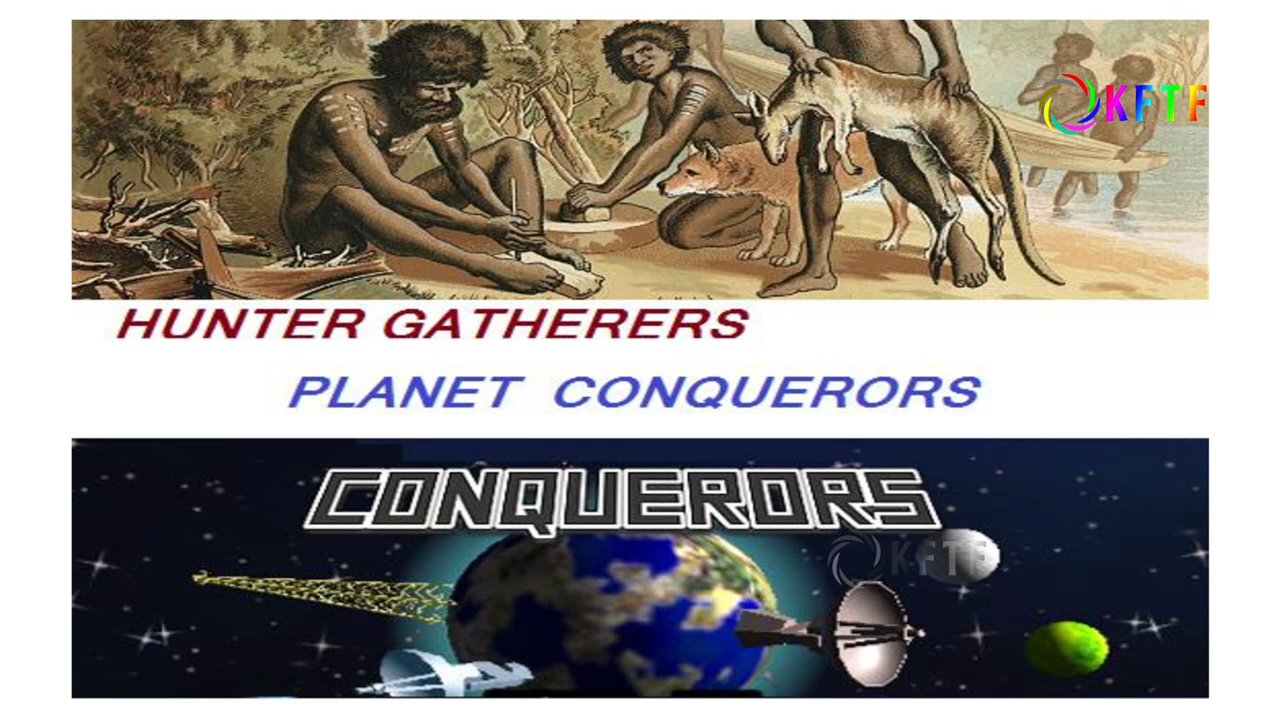 KFTF
HUNTER GATHERERS
PLANET CONQUERORS
CONQUERORS
KFTF